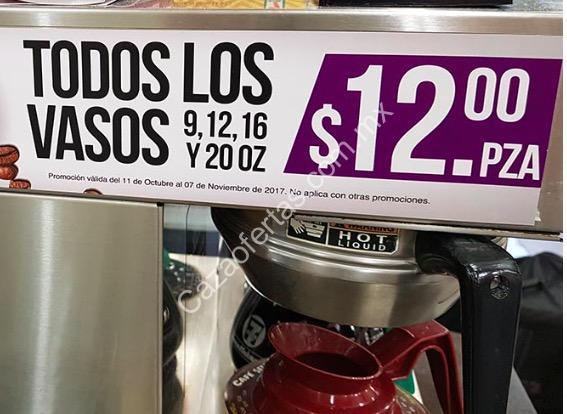 TODOS LOS
VASOS 9, 12, 16
Y 20 OZ
$12.00
PZA
Promoción válida del 11 de Octubre al 07 de Noviembre de 2017. No aplica con otras promociones.
Cazaofertas.com.mx
WARNING
HOT
LIQUID